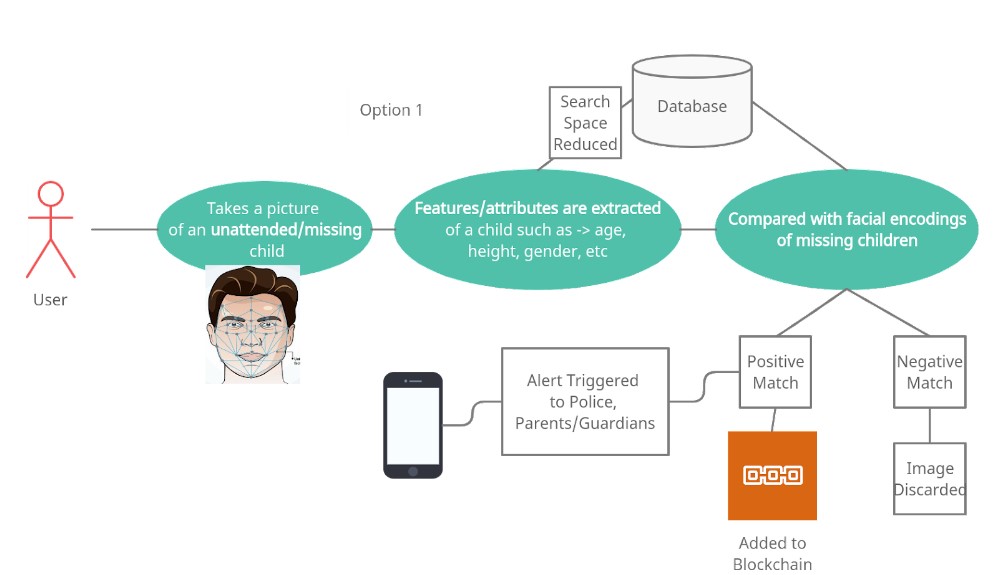 Option 1
Search
Space
Reduced
Database
User
Takes a picture
of an unattended/missing
child
Features/attributes are extracted
of a child such as -> age,
height, gender, etc
Compared with facial encodings
of missing children
Positive
Match
Negative
Match
Alert Triggered
to Police,
Parents/Guardians
Image
Discarded
Added to
Blockchain